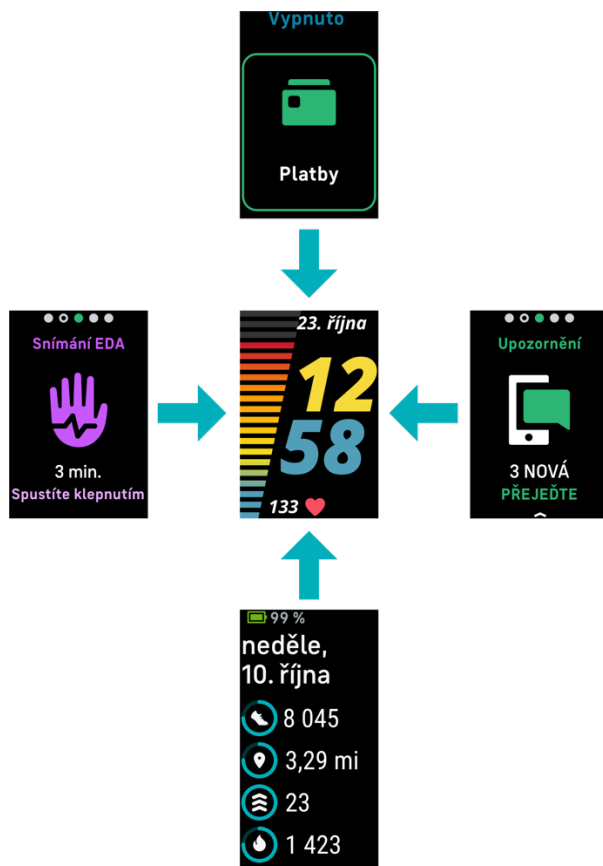 Vypnuto
Platby
Snímání EDA
3 min.
Spustíte klepnutím
23. října
12
58
133
Upozornění
3 NOVÁ
PŘEJEĎTE
99 %
neděle,
10. října
8 045
3,29 mi
23
1 423